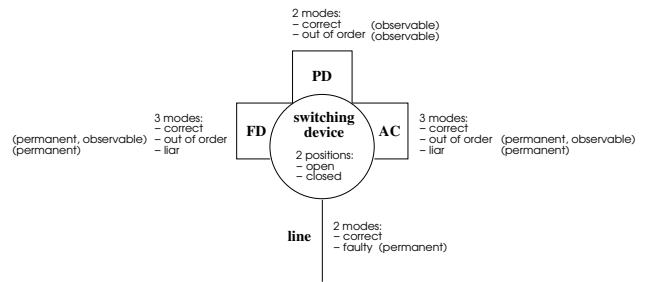 2 modes:
– correct (observable)
– out of order (observable)
PD
switching
device
FD
AC
2 positions:
– open
– closed
3 modes:
– correct
(permanent, observable) – out of order
(permanent) – liar
3 modes:
– correct
– out of order (permanent, observable)
– liar (permanent)
line
2 modes:
– correct
– faulty (permanent)